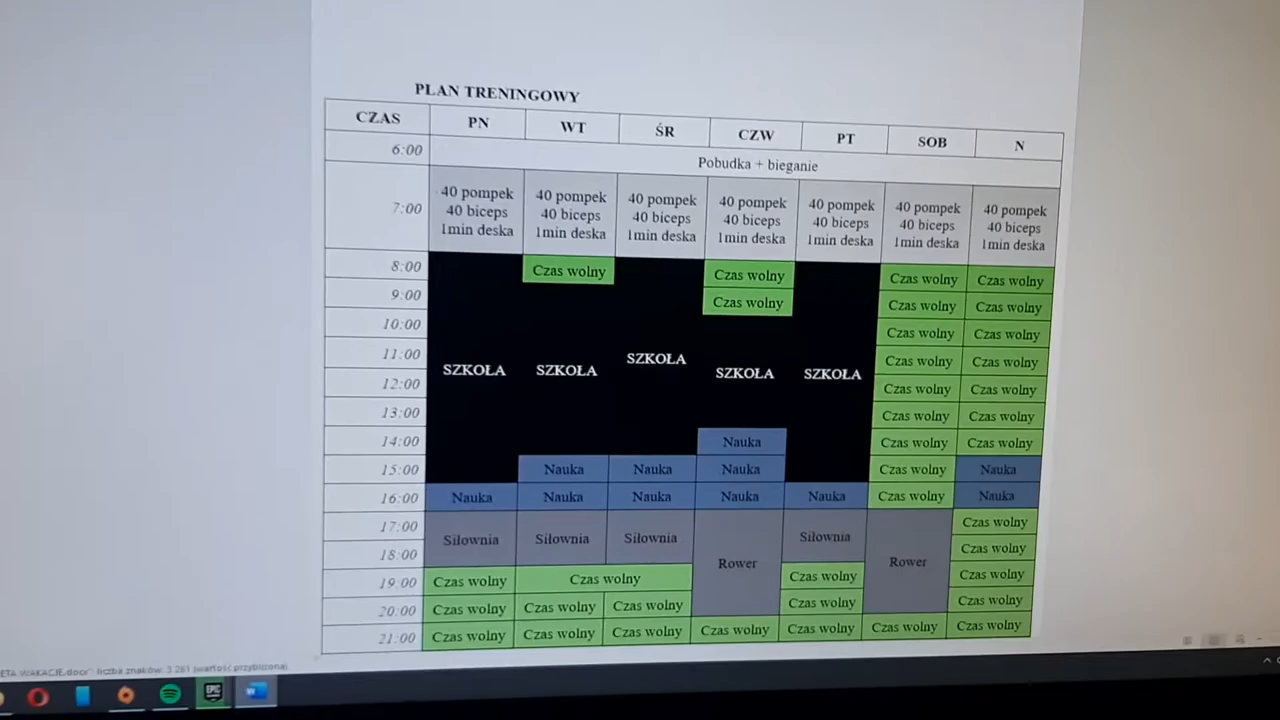 PLAN TRENINGOWY
CZAS PN WT ŚR CZW PT SOB N
6:00 Pobudka + bieganie
40 pompek 40 pompek 40 pompek 40 pompek 40 pompek 40 pompek 40 pompek
7:00 40 biceps 40 biceps 40 biceps 40 biceps 40 biceps 40 biceps 40 biceps
1min deska 1min deska 1min deska 1min deska 1min deska 1min deska 1min deska
8:00 Czas wolny Czas wolny Czas wolny Czas wolny
9:00 Czas wolny Czas wolny Czas wolny
10:00 Czas wolny Czas wolny
11:00 SZKOŁA Czas wolny Czas wolny
12:00 SZKOŁA SZKOŁA SZKOŁA SZKOŁA Czas wolny Czas wolny
13:00 Czas wolny Czas wolny
14:00 Nauka Czas wolny Czas wolny
15:00 Nauka Nauka Nauka Czas wolny Nauka
16:00 Nauka Nauka Nauka Nauka Nauka Czas wolny Nauka
17:00 Siłownia Siłownia Siłownia Siłownia Czas wolny
18:00 Rower Rower Czas wolny
19:00 Czas wolny Czas wolny Czas wolny Czas wolny
20:00 Czas wolny Czas wolny Czas wolny Czas wolny Czas wolny
21:00 Czas wolny Czas wolny Czas wolny Czas wolny Czas wolny Czas wolny Czas wolny
WAKACJE.docx": liczba znaków: 3 261 (wartość przybliżona)
EPIC
W